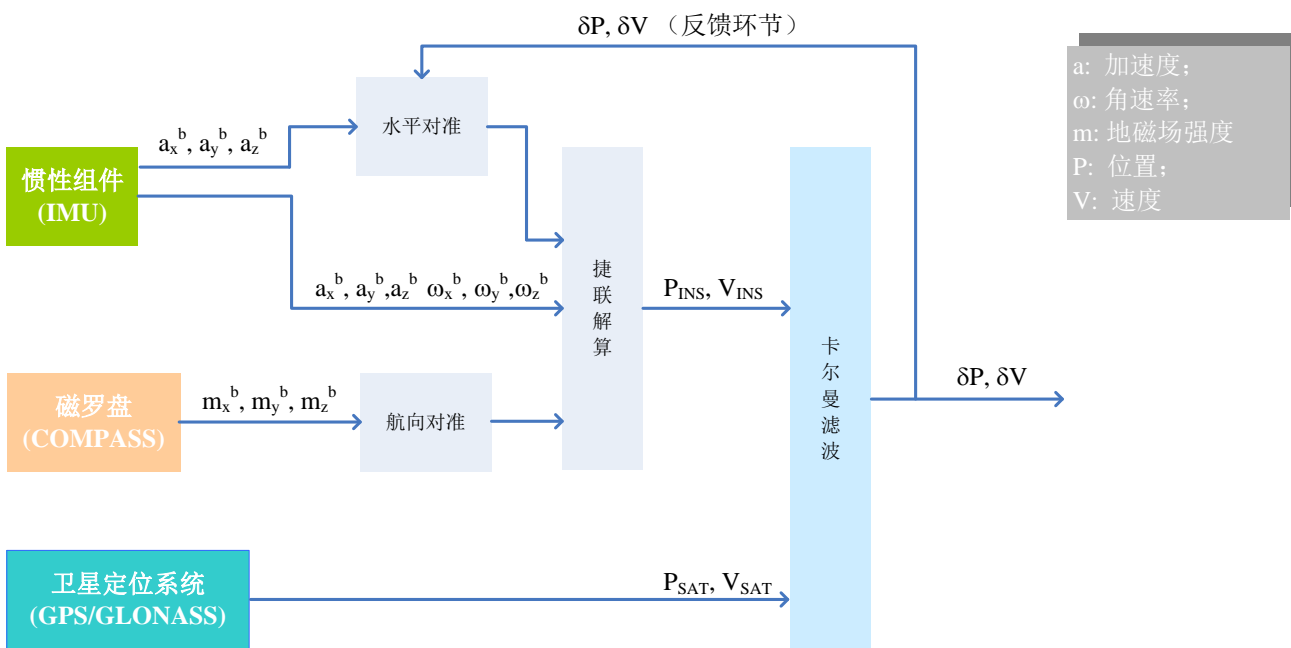 δP, δV （反馈环节）
a: 加速度；
ω: 角速率；
m: 地磁场强度
P: 位置；
V: 速度
水平对准
a_x^b, a_y^b, a_z^b
惯性组件
(IMU)
捷联解算
a_x^b, a_y^b,a_z^b ω_x^b, ω_y^b,ω_z^b
P_INS, V_INS
卡尔曼滤波
δP, δV
磁罗盘
(COMPASS)
m_x^b, m_y^b, m_z^b
航向对准
卫星定位系统
(GPS/GLONASS)
P_SAT, V_SAT